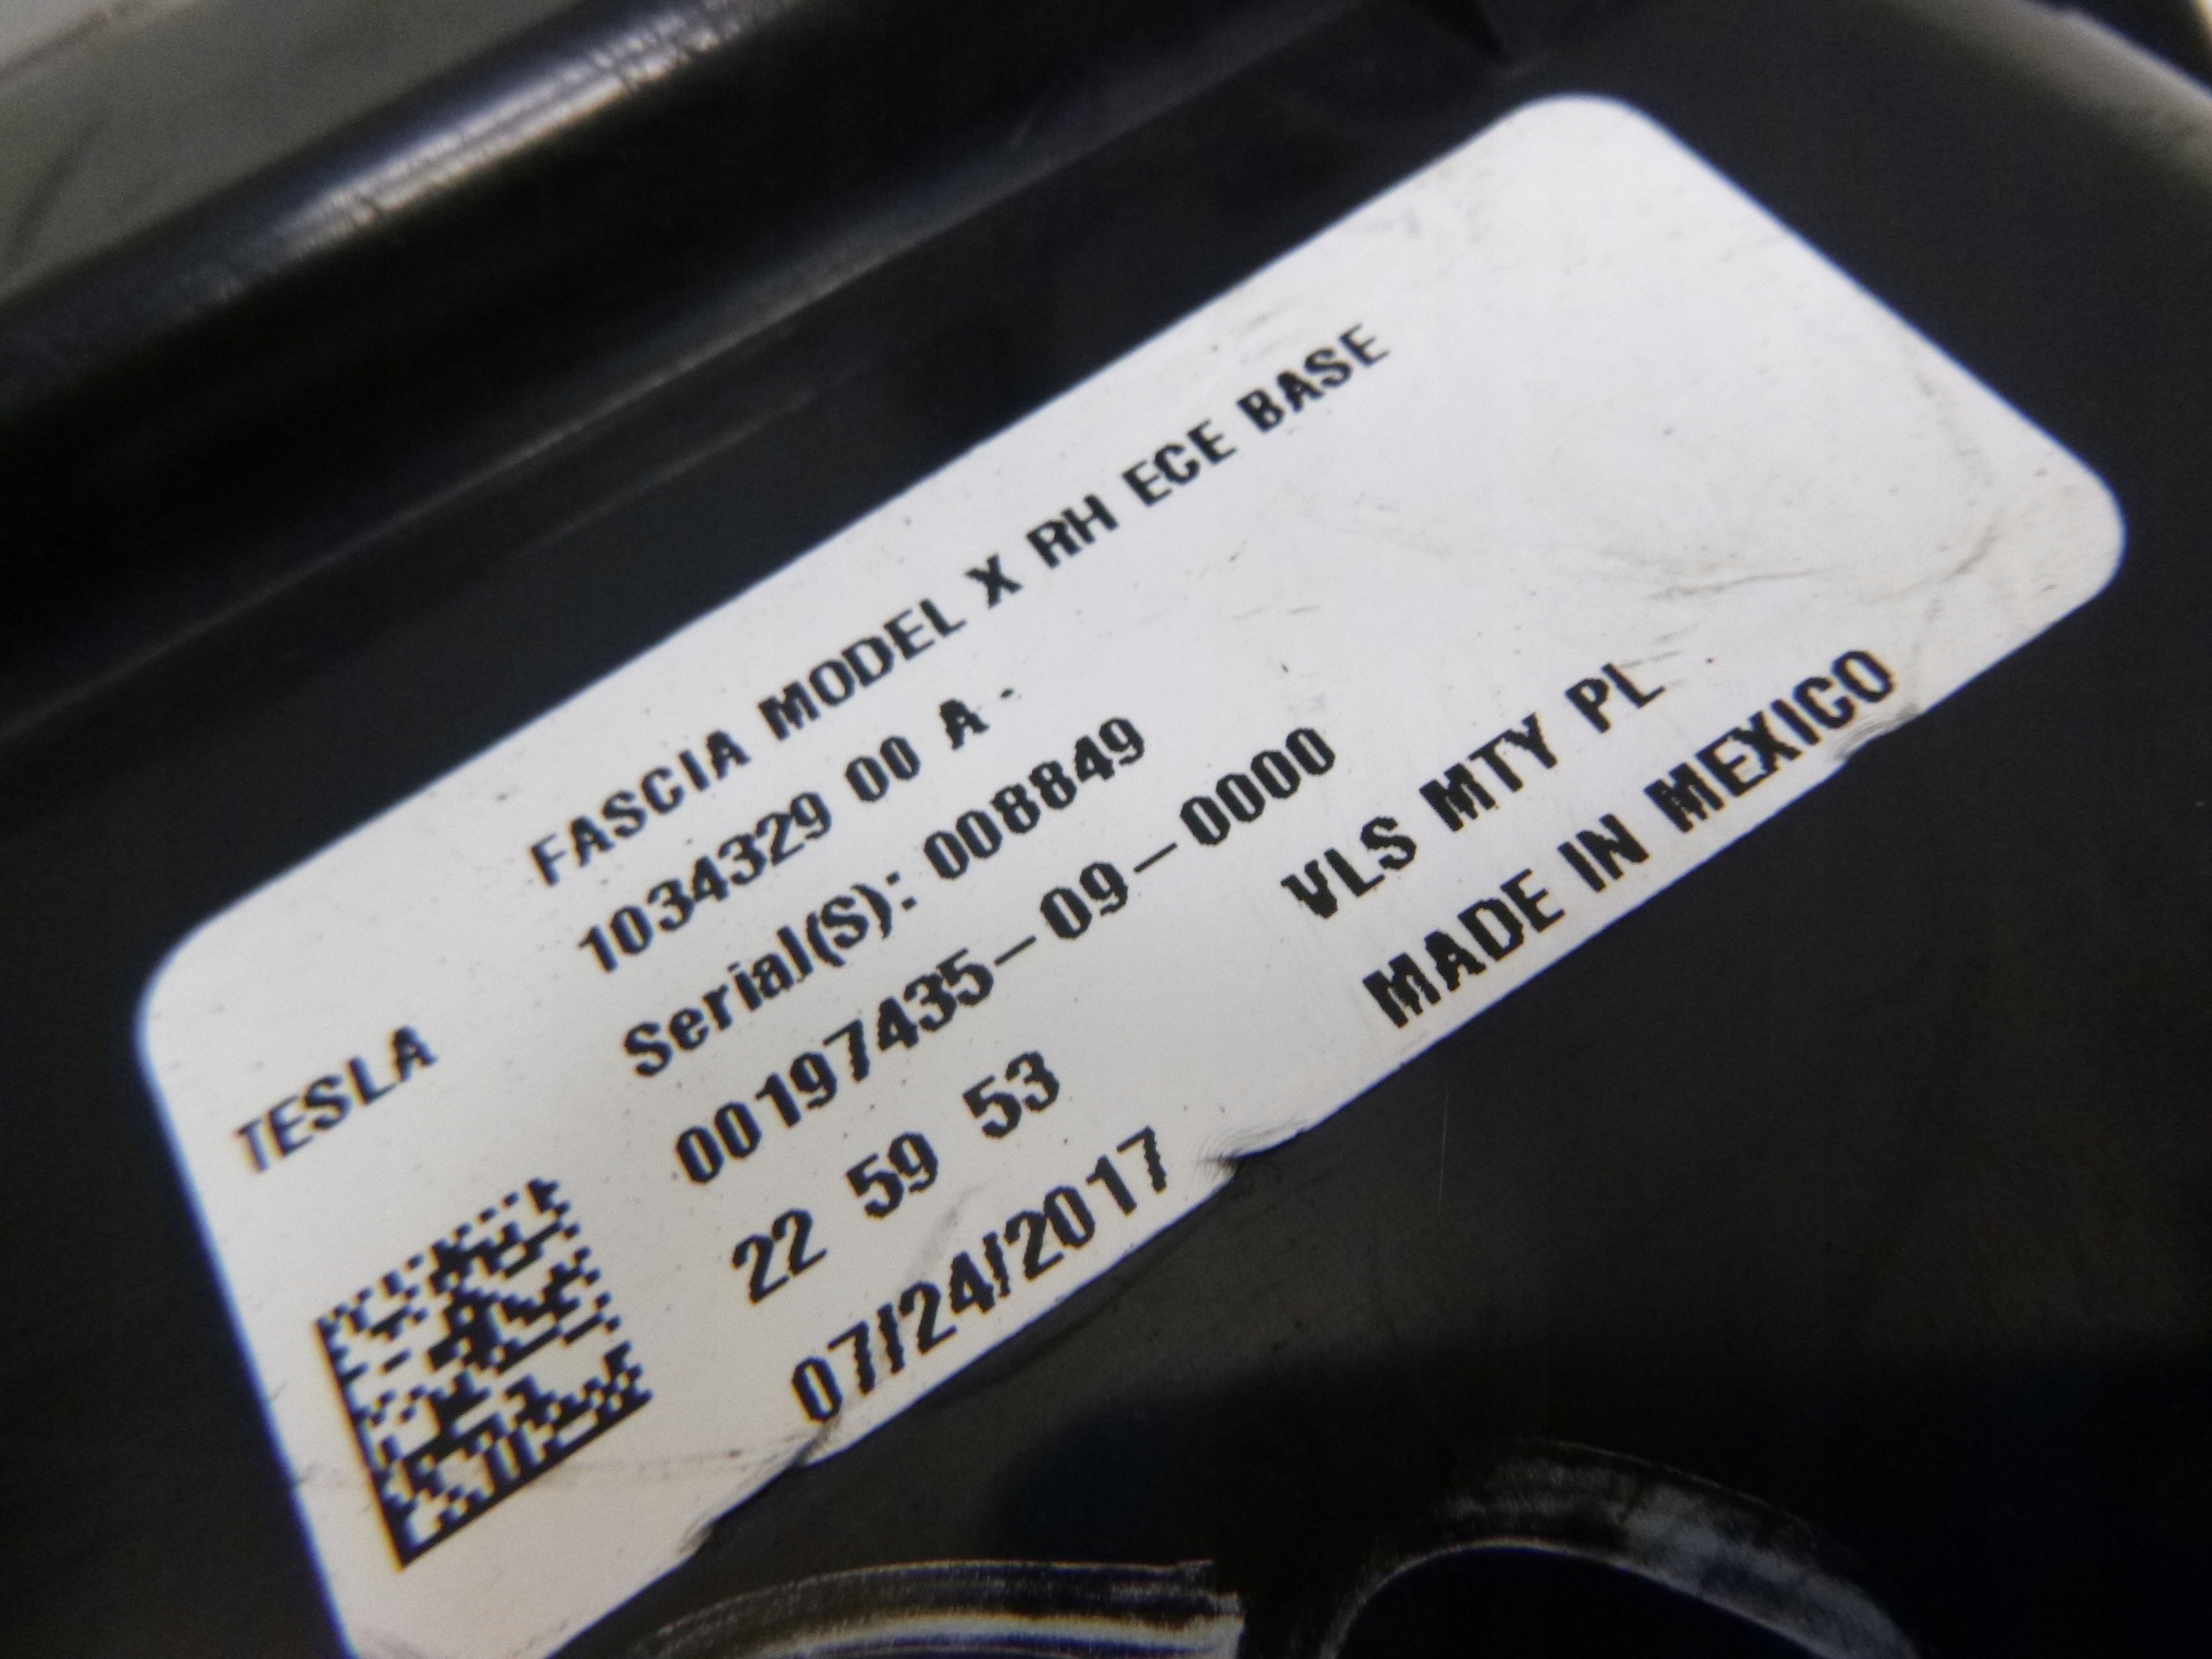 FASCIA MODEL X RH ECE BASE
1034329 00 A -
Serial(S): 008849
00197435-09-0000
22 59 53
07/24/2017
TESLA
VLS MTY PL
MADE IN MEXICO